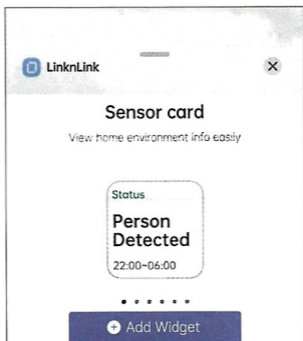 LinknLink
Sensor card
View home environment info easily
Status
Person
Detected
22:00~06:00
Add Widget